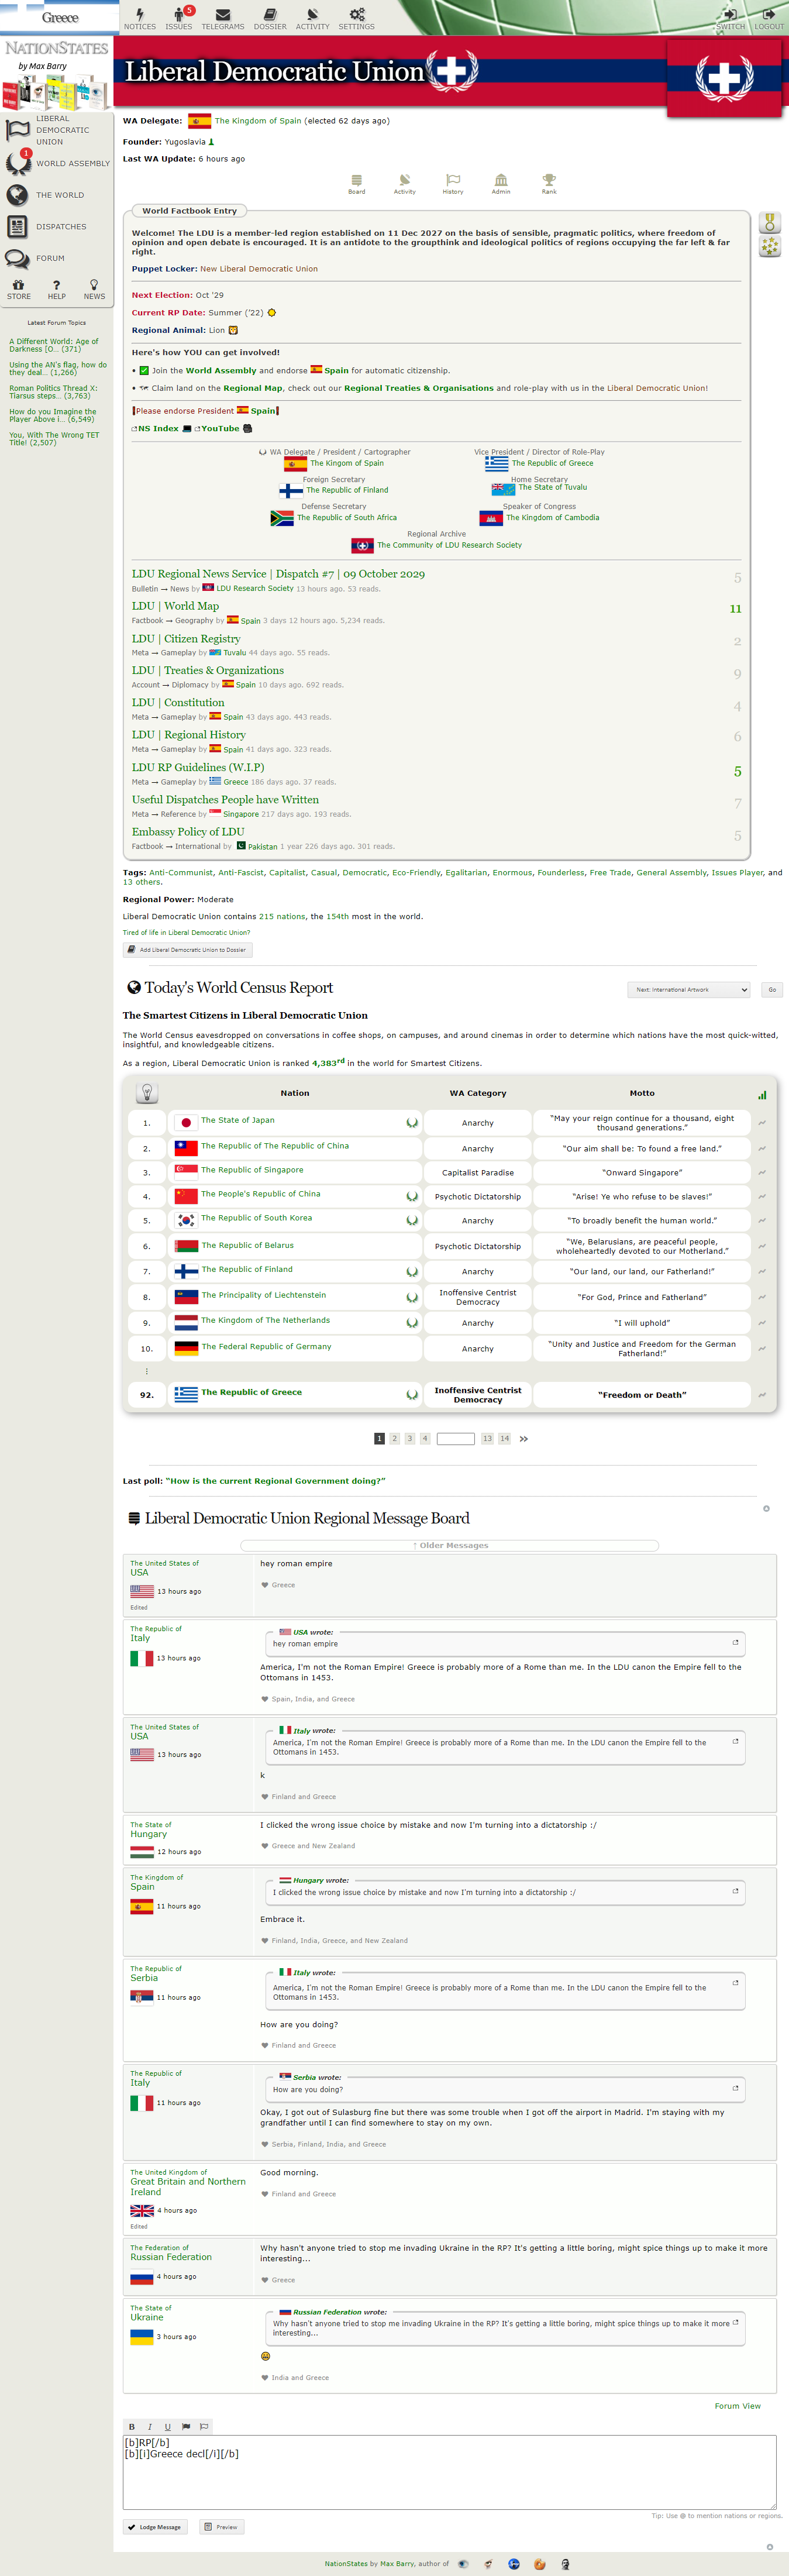 Greece
NOTICES
5
ISSUES
TELEGRAMS
DOSSIER
ACTIVITY
SETTINGS
SWITCH
LOGOUT
NATIONSTATES
by Max Barry
LIBERAL
DEMOCRATIC
UNION
1
WORLD ASSEMBLY
THE WORLD
DISPATCHES
FORUM
STORE
HELP
NEWS
Latest Forum Topics
A Different World: Age of
Darkness [O... (371)
Using the AN's flag, how do
they deal... (1,266)
Roman Politics Thread X:
Tlarsus steps... (3,763)
How do you Imagine the
Player Above i... (6,549)
You, With The Wrong TET
Title! (2,507)
Liberal Democratic Union
WA Delegate: The Kingdom of Spain (elected 62 days ago)
Founder: Yugoslavia
Last WA Update: 6 hours ago
Board
Activity
History
Admin
Rank
World Factbook Entry
Welcome! The LDU is a member-led region established on 11 Dec 2027 on the basis of sensible, pragmatic politics, where freedom of
opinion and open debate is encouraged. It is an antidote to the groupthink and ideological politics of regions occupying the far left & far
right.
Puppet Locker: New Liberal Democratic Union
Next Election: Oct '29
Current RP Date: Summer ('22)
Regional Animal: Lion
Here's how YOU can get involved!
• Join the World Assembly and endorse Spain for automatic citizenship.
• Claim land on the Regional Map, check out our Regional Treaties & Organisations and role-play with us in the Liberal Democratic Union!
Please endorse President Spain
NS Index YouTube
WA Delegate / President / Cartographer
The Kingom of Spain
Vice President / Director of Role-Play
The Republic of Greece
Foreign Secretary
The Republic of Finland
Home Secretary
The State of Tuvalu
Defense Secretary
The Republic of South Africa
Speaker of Congress
The Kingdom of Cambodia
Regional Archive
The Community of LDU Research Society
LDU Regional News Service | Dispatch #7 | 09 October 2029
5
Bulletin → News by LDU Research Society 13 hours ago. 53 reads.
LDU | World Map
11
Factbook → Geography by Spain 3 days 12 hours ago. 5,234 reads.
LDU | Citizen Registry
2
Meta → Gameplay by Tuvalu 44 days ago. 55 reads.
LDU | Treaties & Organizations
9
Account → Diplomacy by Spain 10 days ago. 692 reads.
LDU | Constitution
4
Meta → Gameplay by Spain 43 days ago. 443 reads.
LDU | Regional History
6
Meta → Gameplay by Spain 41 days ago. 323 reads.
LDU RP Guidelines (W.I.P)
5
Meta → Gameplay by Greece 186 days ago. 37 reads.
Useful Dispatches People have Written
7
Meta → Reference by Singapore 217 days ago. 193 reads.
Embassy Policy of LDU
5
Factbook → International by Pakistan 1 year 226 days ago. 301 reads.
Tags: Anti-Communist, Anti-Fascist, Capitalist, Casual, Democratic, Eco-Friendly, Egalitarian, Enormous, Founderless, Free Trade, General Assembly, Issues Player, and
13 others.
Regional Power: Moderate
Liberal Democratic Union contains 215 nations, the 154th most in the world.
Tired of life in Liberal Democratic Union?
Add Liberal Democratic Union to Dossier
Today's World Census Report
Next: International Artwork
Go
The Smartest Citizens in Liberal Democratic Union
The World Census eavesdropped on conversations in coffee shops, on campuses, and around cinemas in order to determine which nations have the most quick-witted,
insightful, and knowledgeable citizens.
As a region, Liberal Democratic Union is ranked 4,383rd in the world for Smartest Citizens.
Nation
WA Category
Motto
1. The State of Japan Anarchy "May your reign continue for a thousand, eight
thousand generations."
2. The Republic of The Republic of China Anarchy "Our aim shall be: To found a free land."
3. The Republic of Singapore Capitalist Paradise "Onward Singapore"
4. The People's Republic of China Psychotic Dictatorship "Arise! Ye who refuse to be slaves!"
5. The Republic of South Korea Anarchy "To broadly benefit the human world."
6. The Republic of Belarus Psychotic Dictatorship "We, Belarusians, are peaceful people,
wholeheartedly devoted to our Motherland."
7. The Republic of Finland Anarchy "Our land, our land, our Fatherland!"
8. The Principality of Liechtenstein Inoffensive Centrist
Democracy "For God, Prince and Fatherland"
9. The Kingdom of The Netherlands Anarchy "I will uphold"
10. The Federal Republic of Germany Anarchy "Unity and Justice and Freedom for the German
Fatherland!"
92. The Republic of Greece Inoffensive Centrist
Democracy "Freedom or Death"
1 2 3 4 13 14 »
Last poll: "How is the current Regional Government doing?"
Liberal Democratic Union Regional Message Board
↑ Older Messages
The United States of
USA
13 hours ago
Edited
hey roman empire
Greece
The Republic of
Italy
13 hours ago
USA wrote:
hey roman empire
America, I'm not the Roman Empire! Greece is probably more of a Rome than me. In the LDU canon the Empire fell to the
Ottomans in 1453.
Spain, India, and Greece
The United States of
USA
13 hours ago
Italy wrote:
America, I'm not the Roman Empire! Greece is probably more of a Rome than me. In the LDU canon the Empire fell to the
Ottomans in 1453.
k
Finland and Greece
The State of
Hungary
12 hours ago
I clicked the wrong issue choice by mistake and now I'm turning into a dictatorship :/
Greece and New Zealand
The Kingdom of
Spain
11 hours ago
Hungary wrote:
I clicked the wrong issue choice by mistake and now I'm turning into a dictatorship :/
Embrace it.
Finland, India, Greece, and New Zealand
The Republic of
Serbia
11 hours ago
Italy wrote:
America, I'm not the Roman Empire! Greece is probably more of a Rome than me. In the LDU canon the Empire fell to the
Ottomans in 1453.
How are you doing?
Finland and Greece
The Republic of
Italy
11 hours ago
Serbia wrote:
How are you doing?
Okay, I got out of Sulasburg fine but there was some trouble when I got off the airport in Madrid. I'm staying with my
grandfather until I can find somewhere to stay on my own.
Serbia, Finland, India, and Greece
The United Kingdom of
Great Britain and Northern
Ireland
4 hours ago
Edited
Good morning.
Finland and Greece
The Federation of
Russian Federation
4 hours ago
Why hasn't anyone tried to stop me invading Ukraine in the RP? It's getting a little boring, might spice things up to make it more
interesting...
Greece
The State of
Ukraine
3 hours ago
Russian Federation wrote:
Why hasn't anyone tried to stop me invading Ukraine in the RP? It's getting a little boring, might spice things up to make it more
interesting...
India and Greece
Forum View
B I U
[b]RP[/b]
[b][i]Greece decl[/i][/b]
Tip: Use @ to mention nations or regions.
Lodge Message
Preview
NationStates by Max Barry, author of